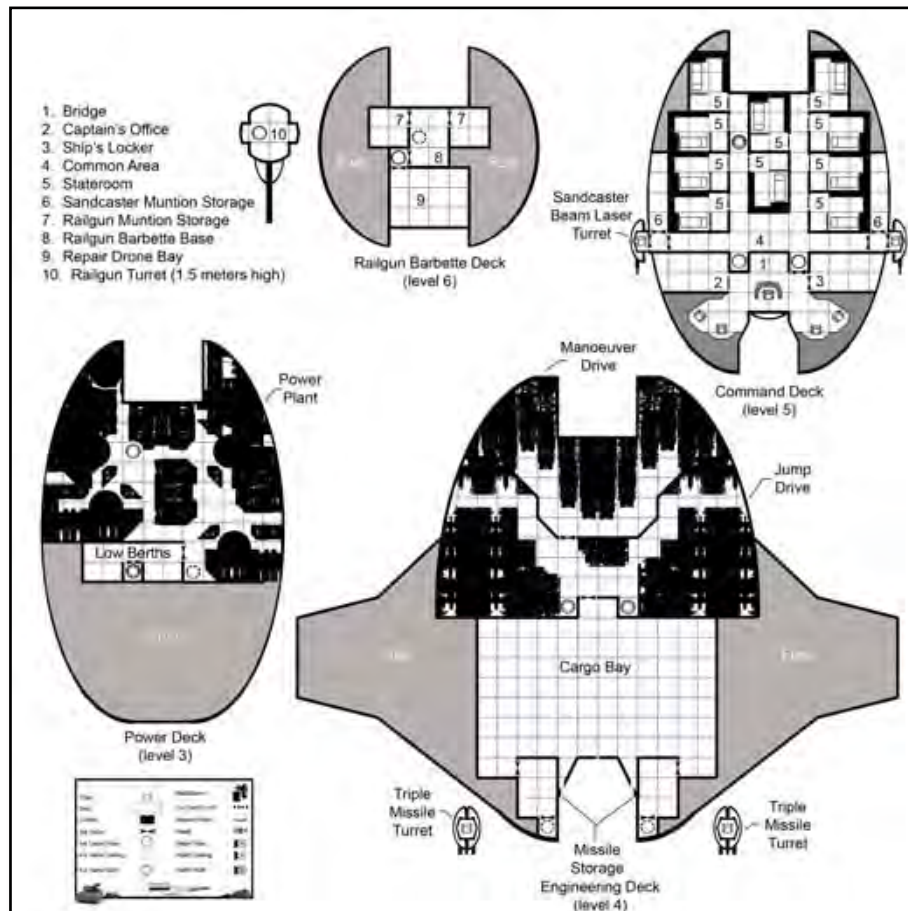 1. Bridge
2. Captain's Office
3. Ship's Locker
4. Common Area
5. Stateroom
6. Sandcaster Muntion Storage
7. Railgun Muntion Storage
8. Railgun Barbette Base
9. Repair Drone Bay
10. Railgun Turret (1.5 meters high)
10
7
7
8
9
Railgun Barbette Deck
(level 6)
Sandcaster
Beam Laser
Turret
5
5
5
5
5
5
5
5
5
5
6
6
4
1
2
3
Command Deck
(level 5)
Power
Plant
Low Berths
Power Deck
(level 3)
Manoeuver
Drive
Jump
Drive
Fuel
Cargo Bay
Triple
Missile
Turret
Triple
Missile
Turret
Missile
Storage
Engineering Deck
(level 4)